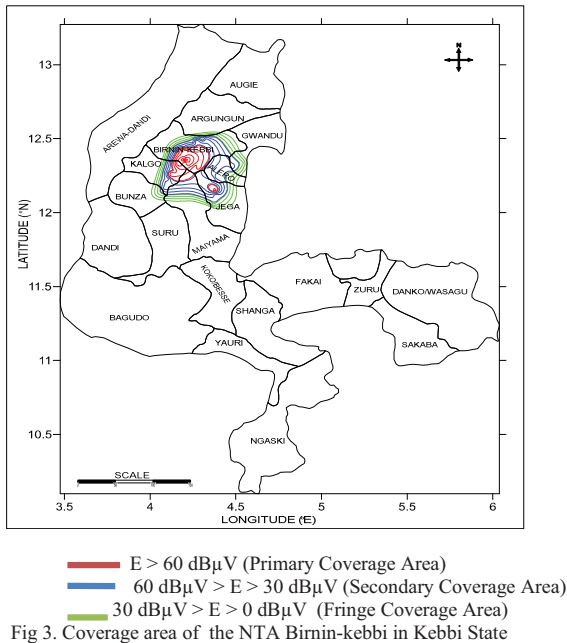 N
13
12.5
12
11.5
11
10.5
LATITUDE (°N)
AUGIE
ARGUNGUN
AREWA-DANDI
GWANDU
BIRNIN-KEBBI
KALGO
ALERO
BUNZA
JEGA
SURU
MAIYAMA
DANDI
KOKOBESSE
FAKAI
ZURU
DANKO/WASAGU
BAGUDO
SHANGA
YAURI
SAKABA
NGASKI
SCALE
3.5 4 4.5 5 5.5 6
LONGITUDE (°E)
E > 60 dBµV (Primary Coverage Area)
60 dBµV > E > 30 dBµV (Secondary Coverage Area)
30 dBµV > E > 0 dBµV (Fringe Coverage Area)
Fig 3. Coverage area of the NTA Birnin-kebbi in Kebbi State